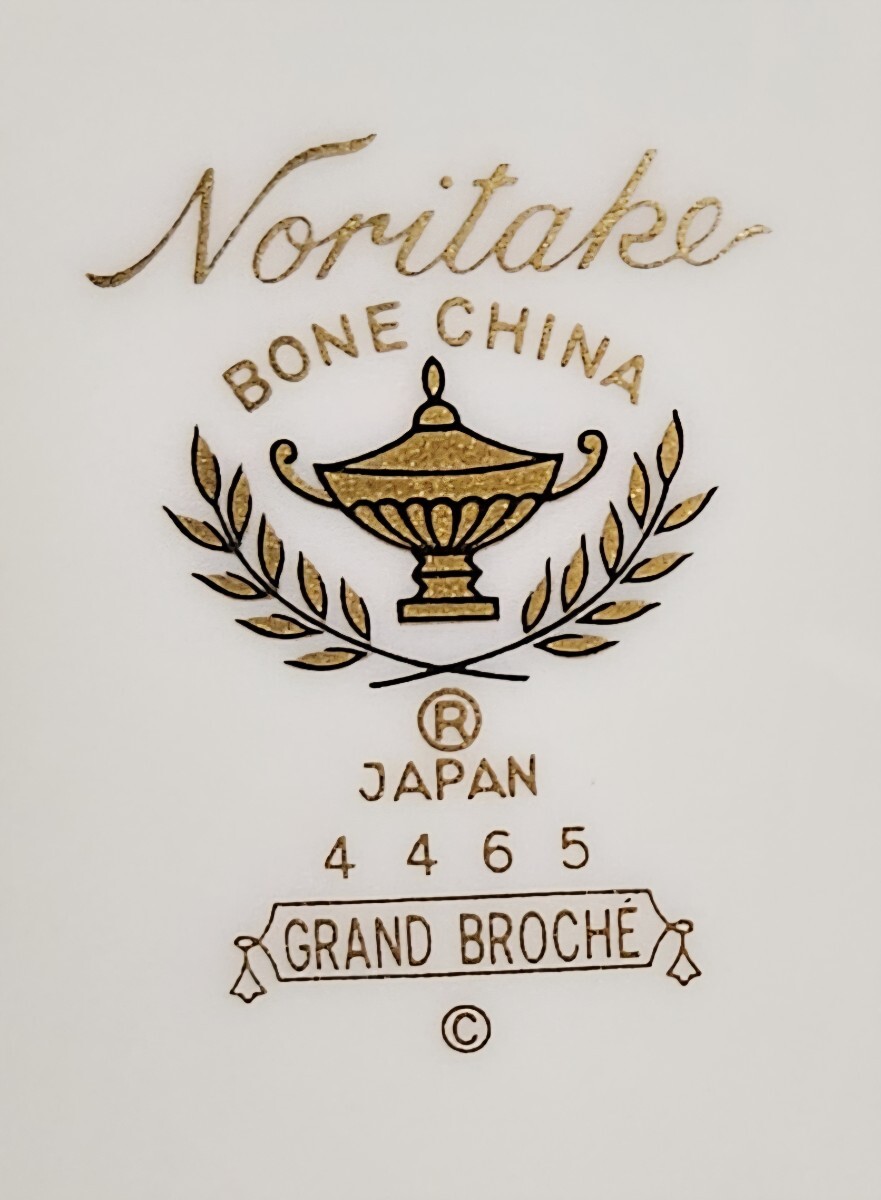 Noritake
BONE CHINA
®
JAPAN
4465
GRAND BROCHÉ
©